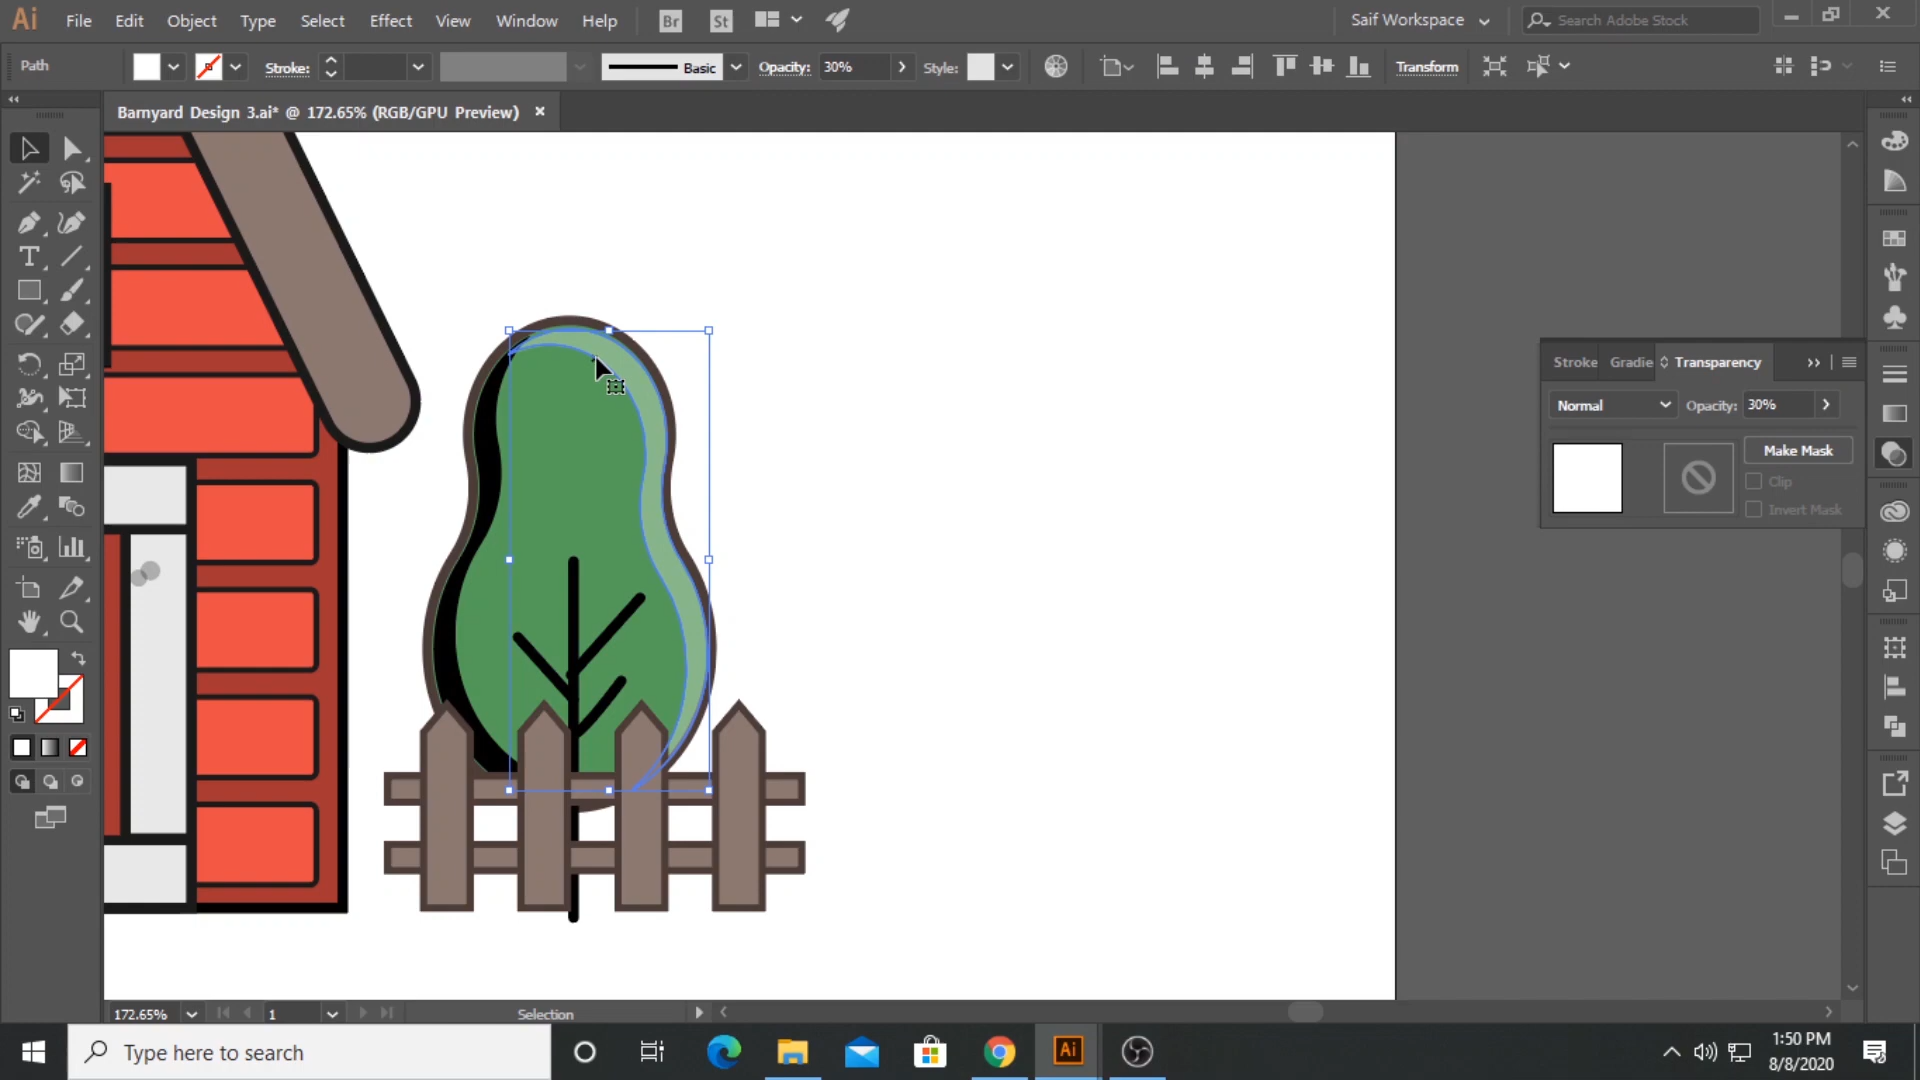 Ai File Edit Object Type Select Effect View Window Help Br St Saif Workspace Search Adobe Stock
Path Stroke: Basic Opacity: 30% Style: Transform
Barnyard Design 3.ai* @ 172.65% (RGB/GPU Preview) ×
T
Stroke Gradie Transparency
Normal Opacity: 30%
Make Mask
Clip
Invert Mask
172.65% 1 Selection
Type here to search
Ai
1:50 PM
8/8/2020